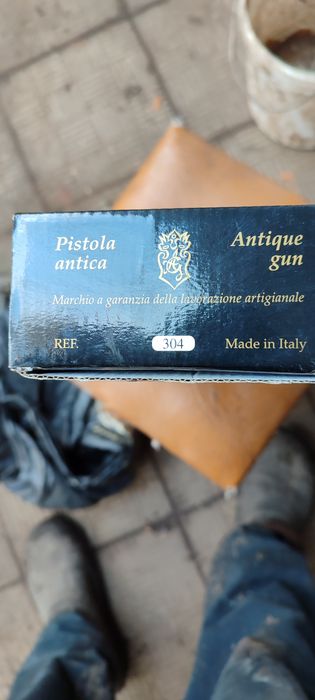 Pistola Antique
antica gun
Marchio a garanzia della lavorazione artigianale
REF. 304 Made in Italy